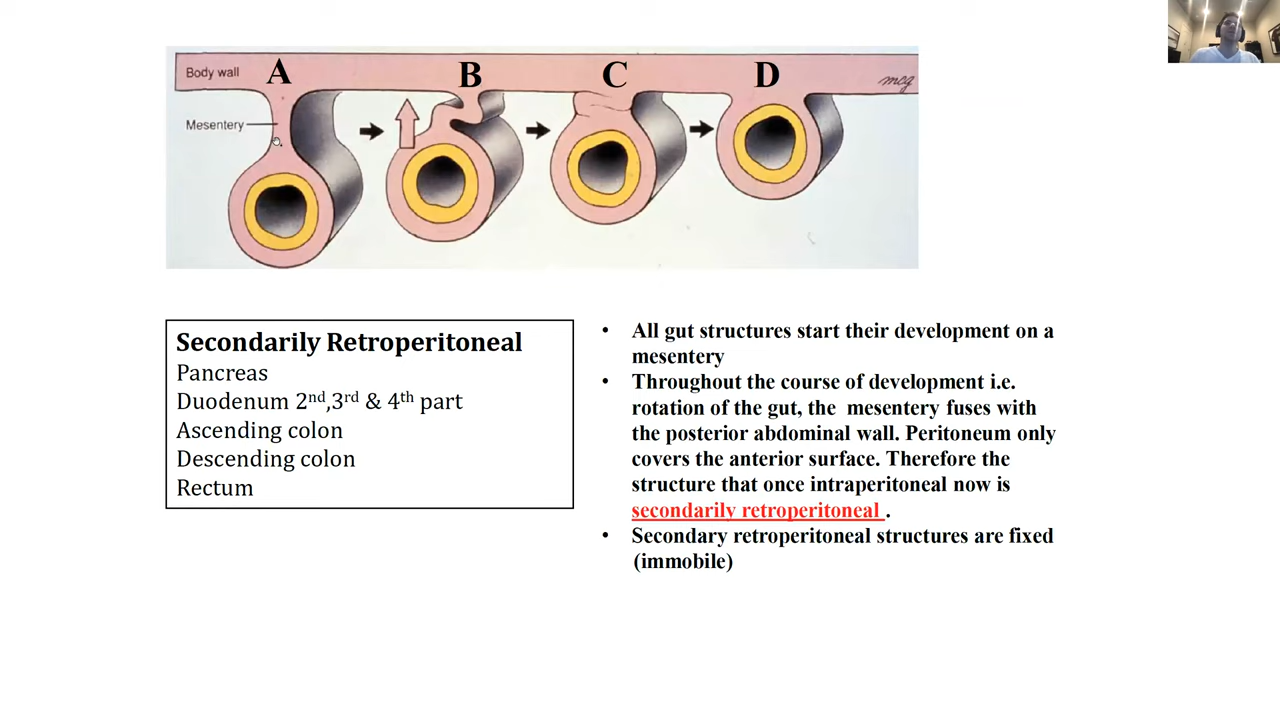 Body wall
A
B
C
D
mcg
Mesentery
Secondarily Retroperitoneal
Pancreas
Duodenum 2nd,3rd & 4th part
Ascending colon
Descending colon
Rectum
• All gut structures start their development on a
mesentery
• Throughout the course of development i.e.
rotation of the gut, the mesentery fuses with
the posterior abdominal wall. Peritoneum only
covers the anterior surface. Therefore the
structure that once intraperitoneal now is
secondarily retroperitoneal .
• Secondary retroperitoneal structures are fixed
(immobile)